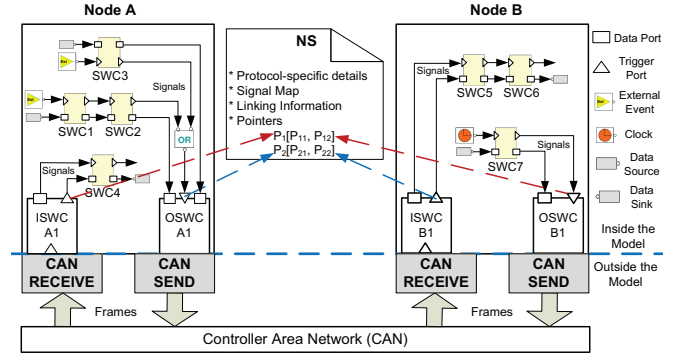 Node A
Node B
NS
* Protocol-specific details
* Signal Map
* Linking Information
* Pointers
P1[P11, P12]
P2[P21, P22]
SWC3
Signals
Ext
Ext
SWC1
SWC2
OR
Signals
SWC4
ISWC
A1
OSWC
A1
CAN
RECEIVE
CAN
SEND
Frames
Signals
SWC5
SWC6
Signals
SWC7
ISWC
B1
OSWC
B1
CAN
RECEIVE
CAN
SEND
Frames
Controller Area Network (CAN)
Data Port
Trigger
Port
Ext
External
Event
Clock
Data
Source
Data
Sink
Inside the
Model
Outside the
Model